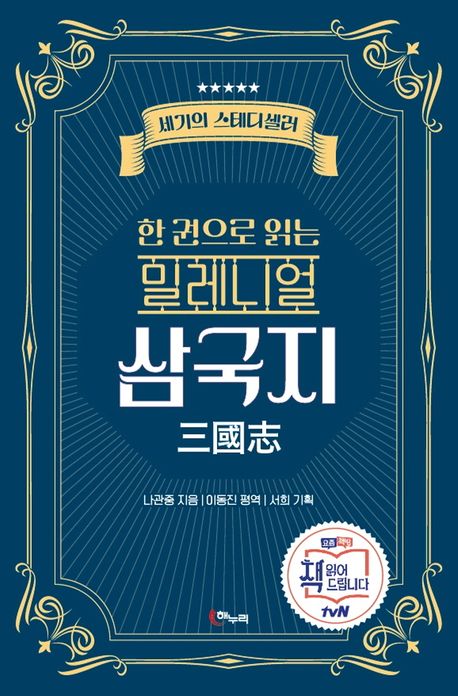 ★★★★★
세기의 스테디셀러
한 권으로 읽는
밀레니얼
삼국지
三國志
나관중 지음 | 이동진 평역 | 서희 기획
요즘 책방
책 읽어
드립니다
tvN
해누리